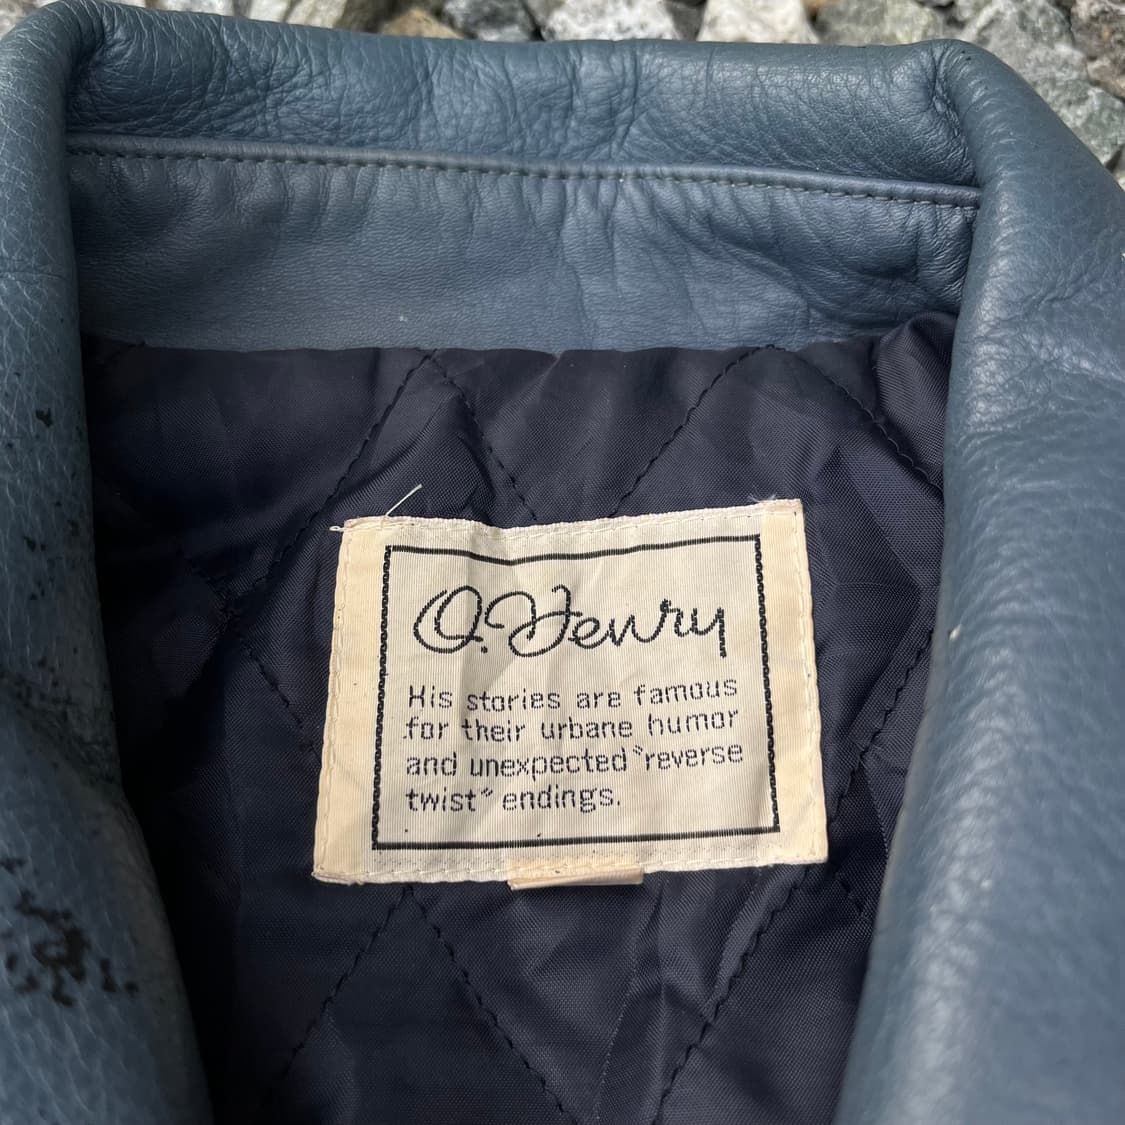 O.Henry
His stories are famous
for their urbane humor
and unexpected "reverse
twist" endings.